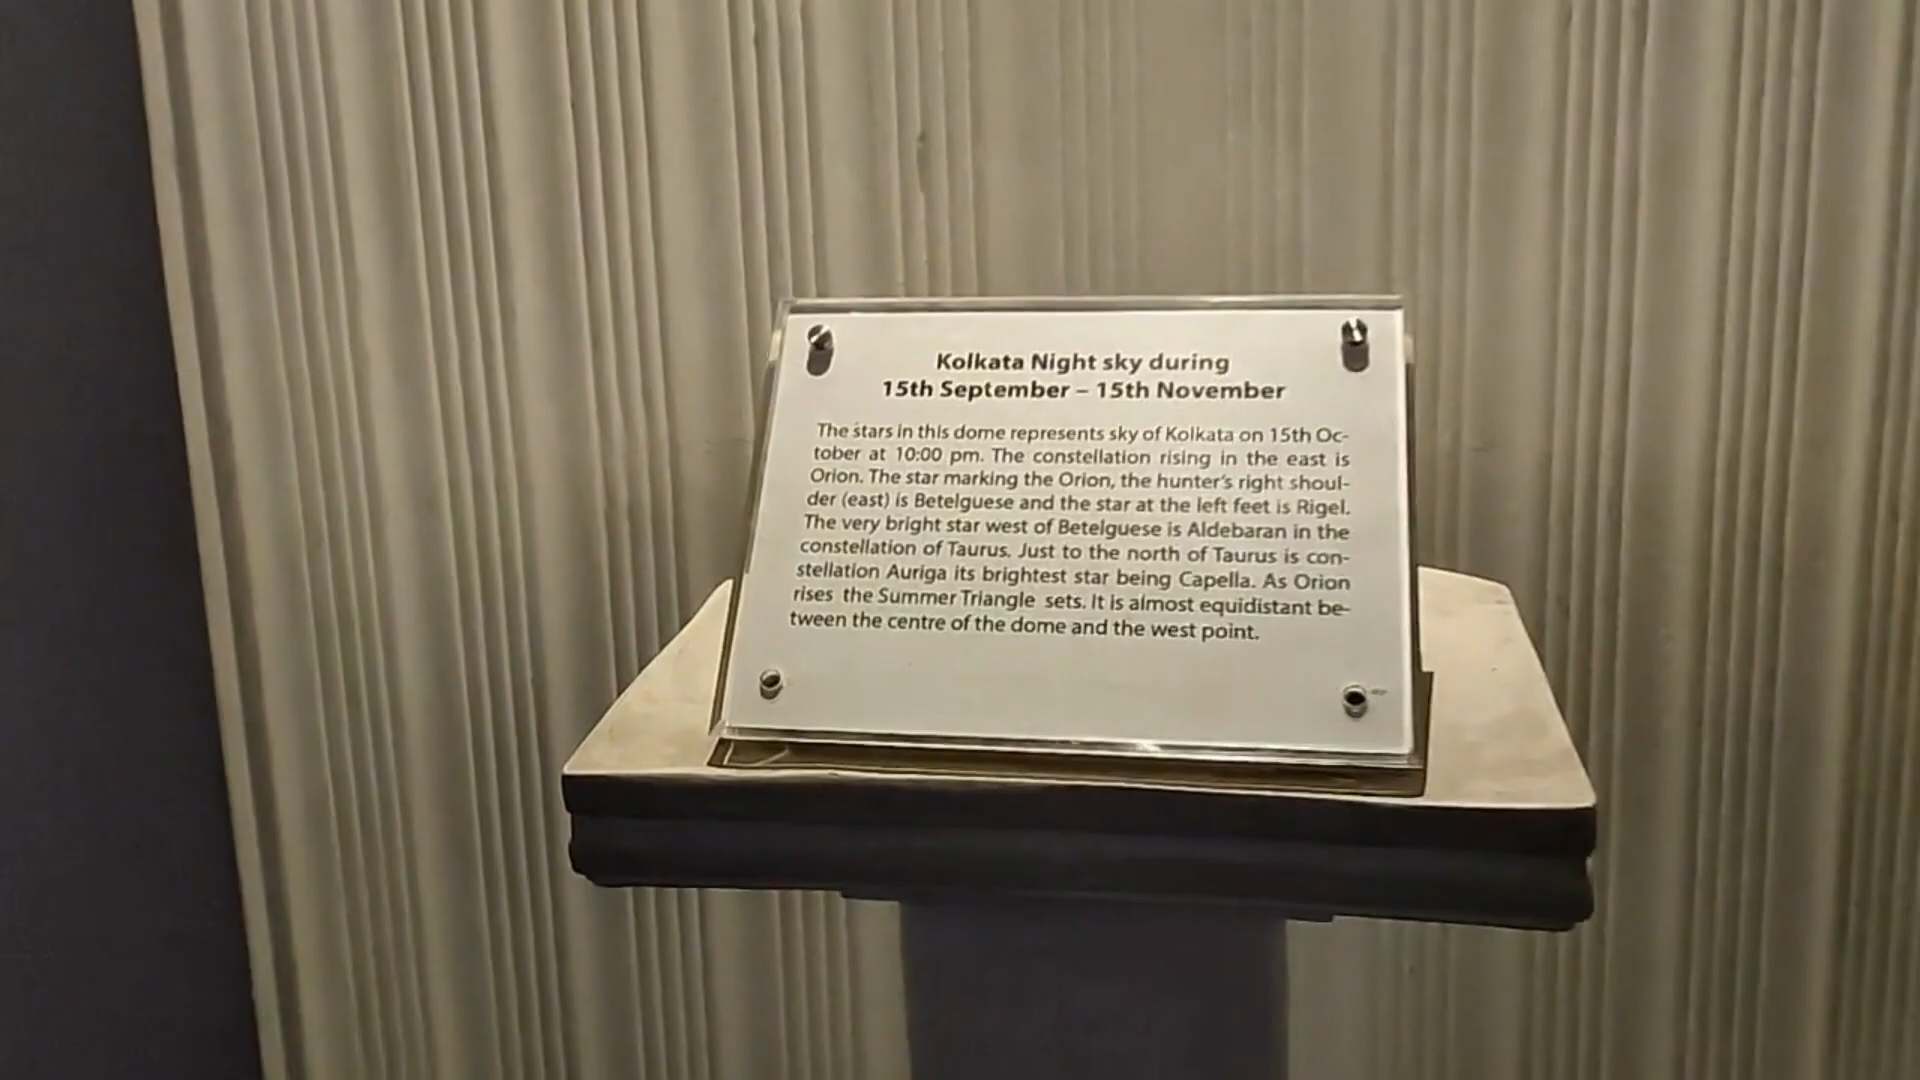 Kolkata Night sky during
15th September – 15th November
The stars in this dome represents sky of Kolkata on 15th Oc-
tober at 10:00 pm. The constellation rising in the east is
Orion. The star marking the Orion, the hunter's right shoul-
der (east) is Betelguese and the star at the left feet is Rigel.
The very bright star west of Betelguese is Aldebaran in the
constellation of Taurus. Just to the north of Taurus is con-
stellation Auriga its brightest star being Capella. As Orion
rises the Summer Triangle sets. It is almost equidistant be-
tween the centre of the dome and the west point.